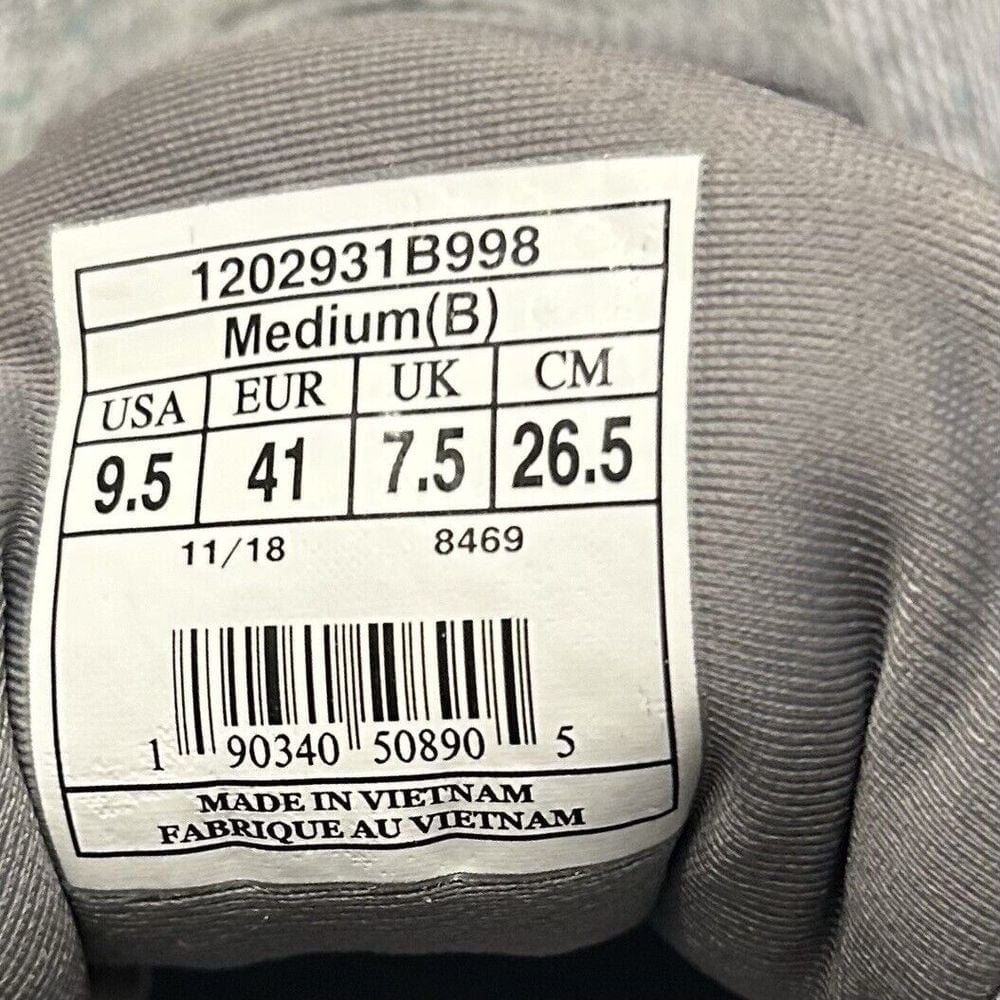 1202931B998
Medium(B)
USA EUR UK CM
9.5 41 7.5 26.5
11/18 8469
1 90340 50890 5
MADE IN VIETNAM
FABRIQUE AU VIETNAM